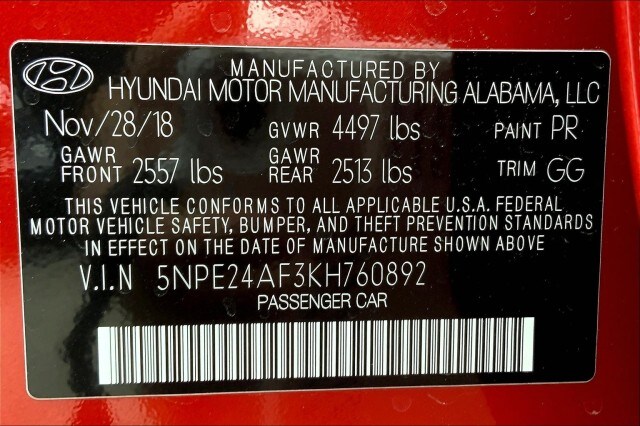 MANUFACTURED BY
HYUNDAI MOTOR MANUFACTURING ALABAMA, LLC
Nov/28/18 GVWR 4497 lbs PAINT PR
GAWR FRONT 2557 lbs GAWR REAR 2513 lbs TRIM GG
THIS VEHICLE CONFORMS TO ALL APPLICABLE U.S.A. FEDERAL
MOTOR VEHICLE SAFETY, BUMPER, AND THEFT PREVENTION STANDARDS
IN EFFECT ON THE DATE OF MANUFACTURE SHOWN ABOVE
V.I.N 5NPE24AF3KH760892
PASSENGER CAR